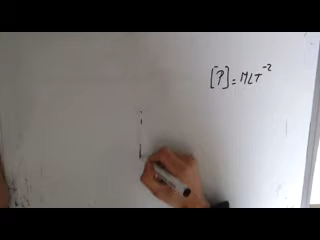 [P] = MLT⁻²